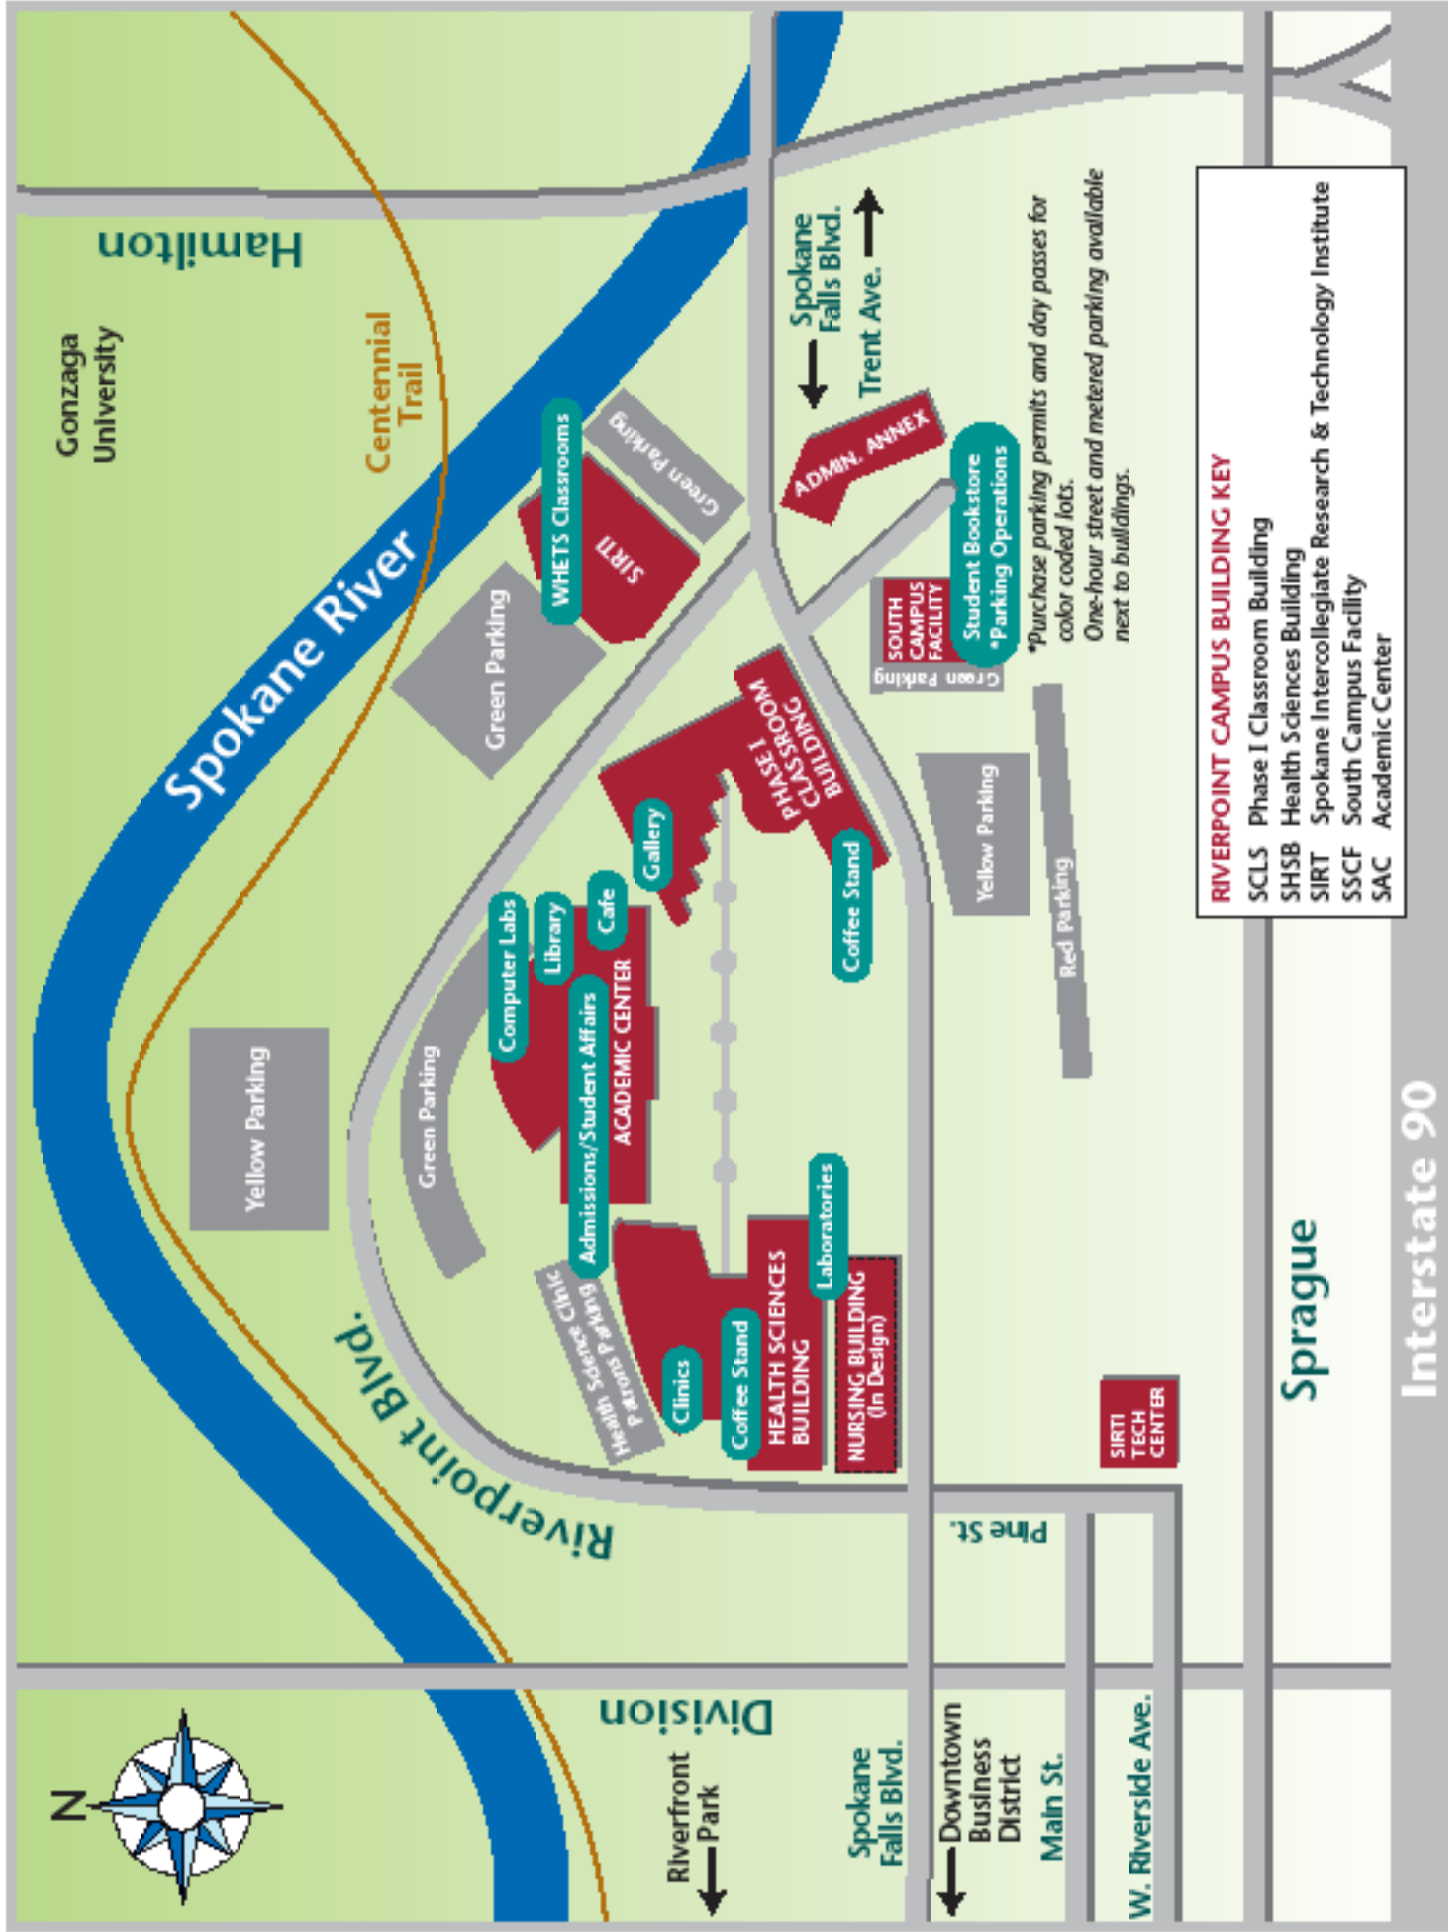 N
Gonzaga
University
Hamilton
Centennial
Trail
Spokane River
Yellow Parking
Green Parking
Green Parking
Green Parking
WHETS Classrooms
SIRTI
Computer Labs
Library
Cafe
Admissions/Student Affairs
ACADEMIC CENTER
Gallery
PHASE I
CLASSROOM
BUILDING
Coffee Stand
Riverpoint Blvd.
Health Science Clinic
Patrons Parking
Clinics
Coffee Stand
HEALTH SCIENCES
BUILDING
Laboratories
NURSING BUILDING
(In Design)
Spokane
Falls Blvd.
Trent Ave.
ADMIN. ANNEX
SOUTH
CAMPUS
FACILITY
Green Parking
Student Bookstore
*Parking Operations
*Purchase parking permits and day passes for
color coded lots.
One-hour street and metered parking available
next to buildings.
Yellow Parking
Red Parking
Division
Riverfront
Park
Spokane
Falls Blvd.
Downtown
Business
District
Pine St.
Main St.
W. Riverside Ave.
SIRTI
TECH
CENTER
Sprague
Interstate 90
RIVERPOINT CAMPUS BUILDING KEY
SCLS Phase I Classroom Building
SHSB Health Sciences Building
SIRT Spokane Intercollegiate Research & Technology Institute
SSCF South Campus Facility
SAC Academic Center